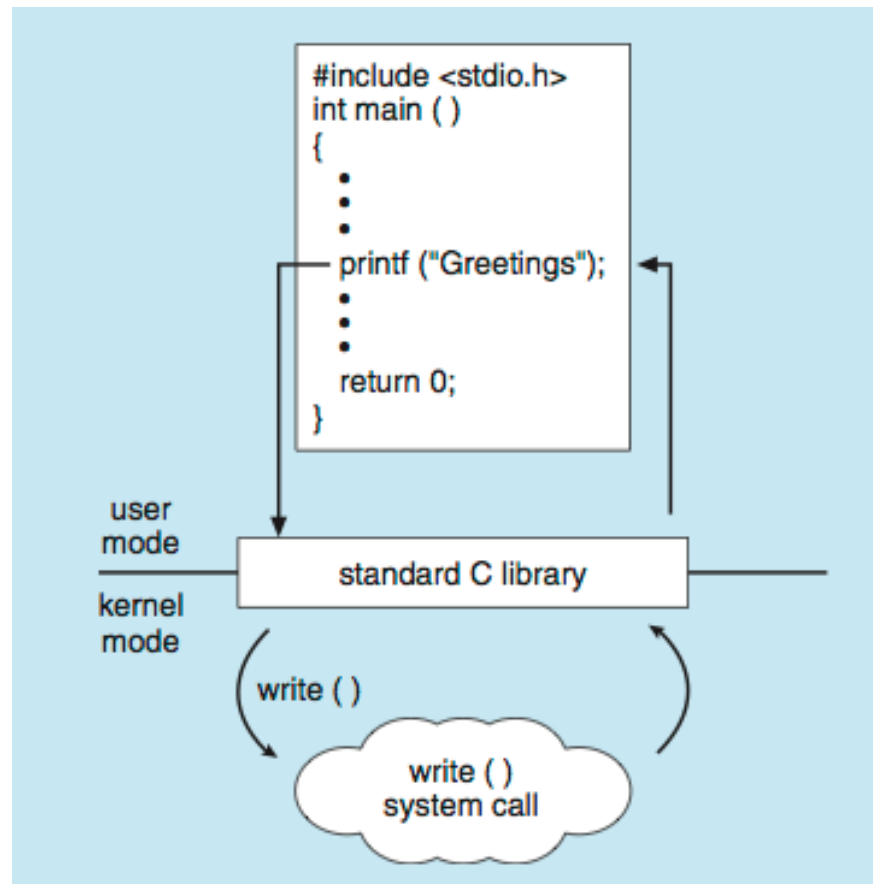 #include <stdio.h>
int main ( )
{
•
•
•
printf ("Greetings");
•
•
•
return 0;
}
user
mode
standard C library
kernel
mode
write ( )
write ( )
system call